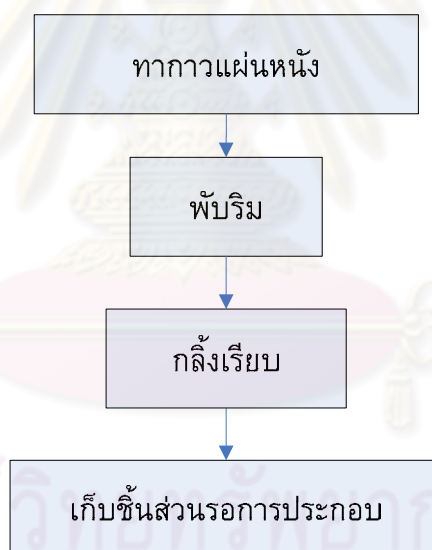 ทากาวแผ่นหนัง
พับริม
กลิ้งเรียบ
เก็บชิ้นส่วนรอการประกอบ